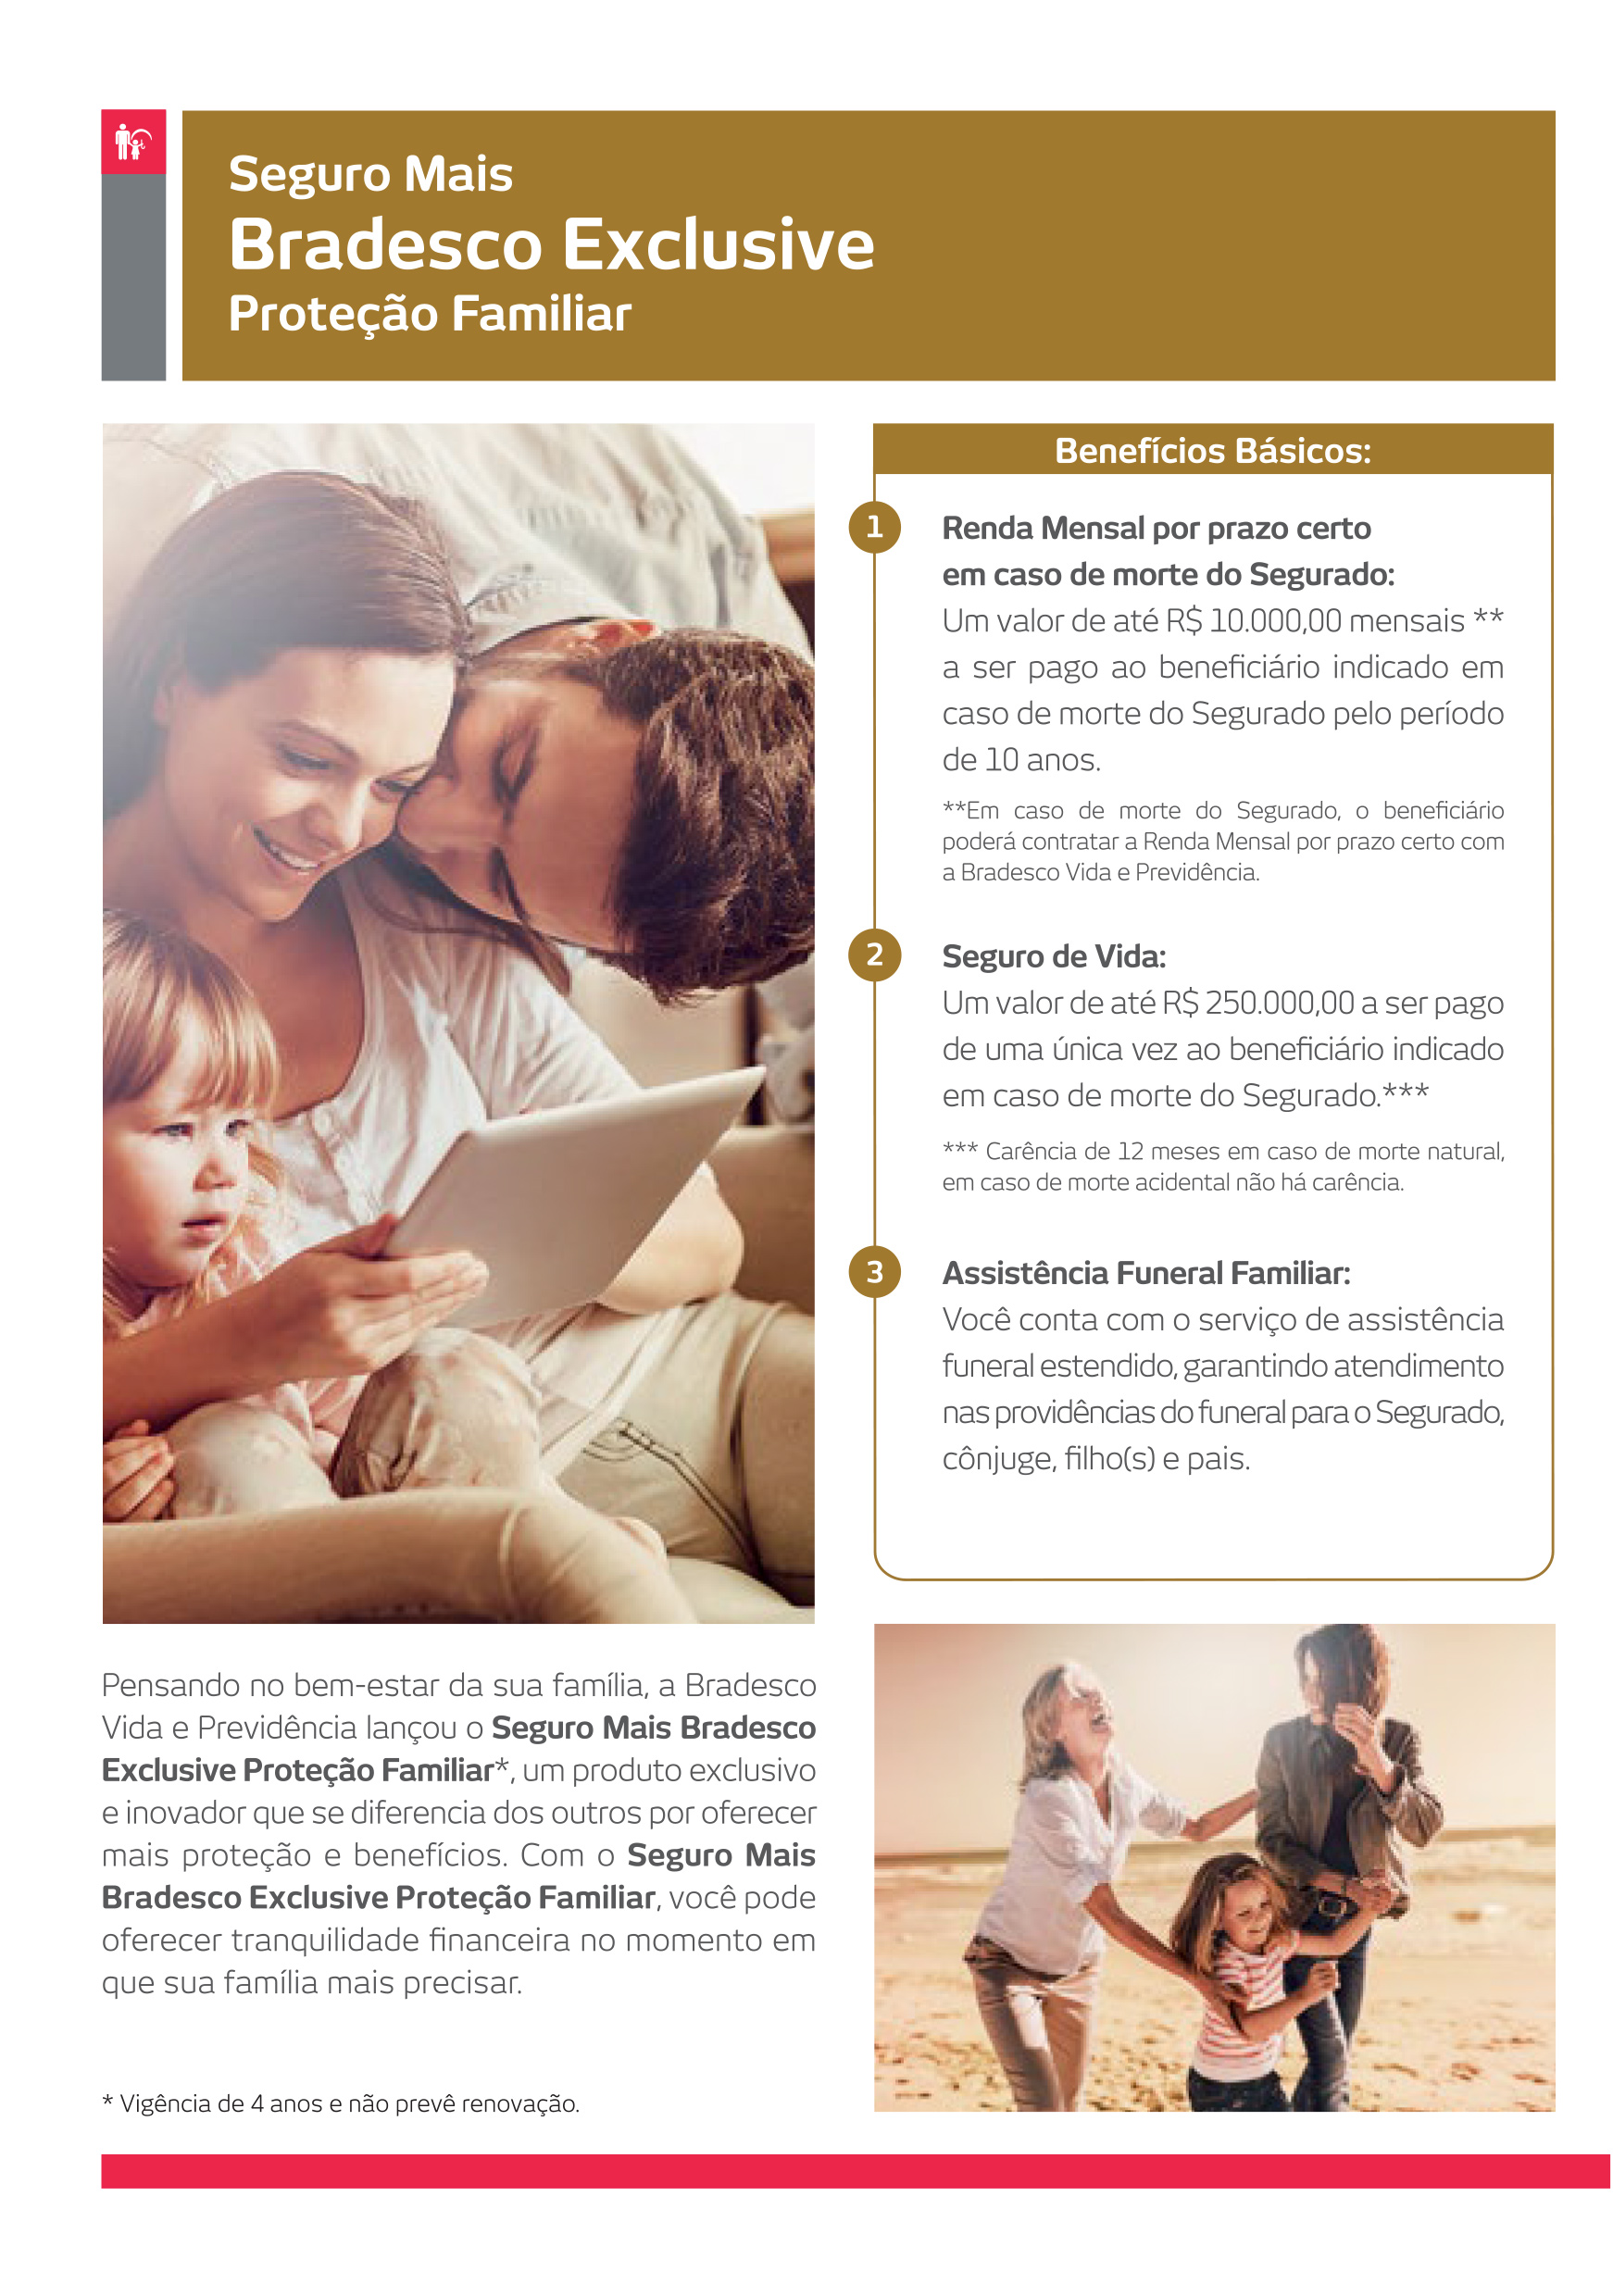 Seguro Mais
Bradesco Exclusive
Proteção Familiar
Benefícios Básicos:
1
Renda Mensal por prazo certo
em caso de morte do Segurado:
Um valor de até R$ 10.000,00 mensais **
a ser pago ao beneficiário indicado em
caso de morte do Segurado pelo período
de 10 anos.
**Em caso de morte do Segurado, o beneficiário
poderá contratar a Renda Mensal por prazo certo com
a Bradesco Vida e Previdência.
2
Seguro de Vida:
Um valor de até R$ 250.000,00 a ser pago
de uma única vez ao beneficiário indicado
em caso de morte do Segurado.***
*** Carência de 12 meses em caso de morte natural,
em caso de morte acidental não há carência.
3
Assistência Funeral Familiar:
Você conta com o serviço de assistência
funeral estendido, garantindo atendimento
nas providências do funeral para o Segurado,
cônjuge, filho(s) e pais.
Pensando no bem-estar da sua família, a Bradesco
Vida e Previdência lançou o Seguro Mais Bradesco
Exclusive Proteção Familiar*, um produto exclusivo
e inovador que se diferencia dos outros por oferecer
mais proteção e benefícios. Com o Seguro Mais
Bradesco Exclusive Proteção Familiar, você pode
oferecer tranquilidade financeira no momento em
que sua família mais precisar.
* Vigência de 4 anos e não prevê renovação.